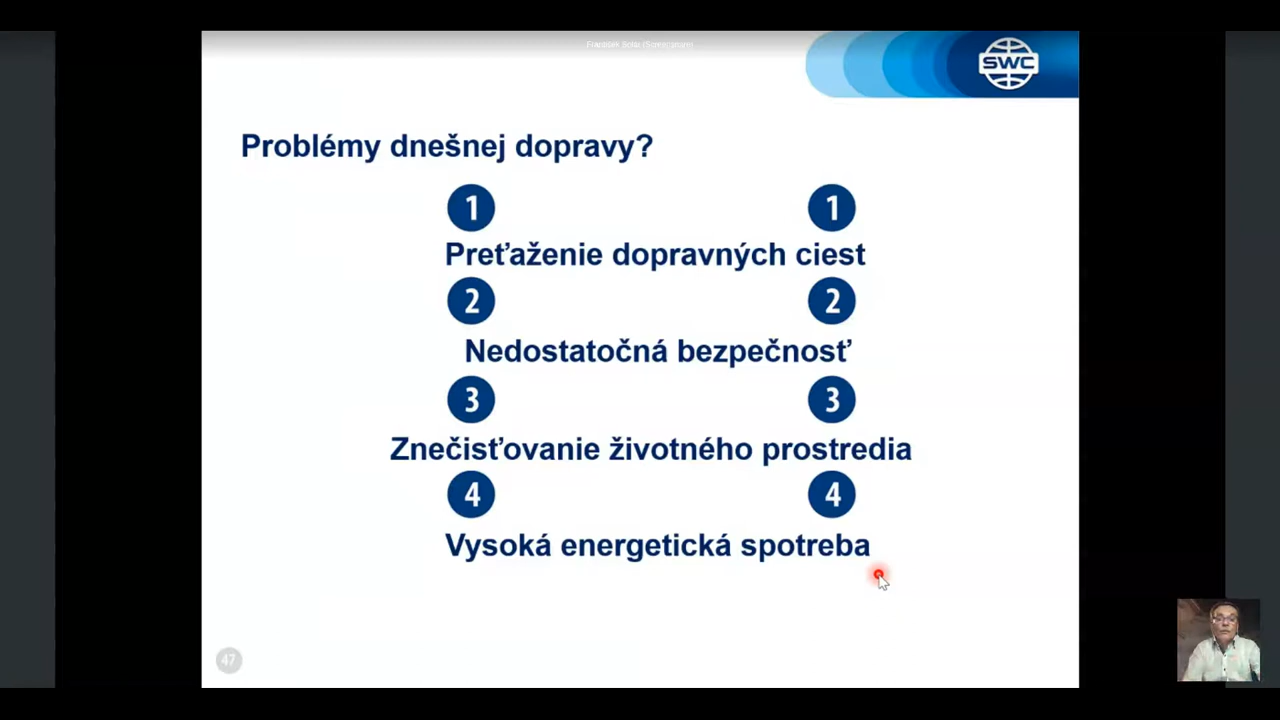 SWC
Problémy dnešnej dopravy?
1 1
Preťaženie dopravných ciest
2 2
Nedostatočná bezpečnosť
3 3
Znečisťovanie životného prostredia
4 4
Vysoká energetická spotreba
47